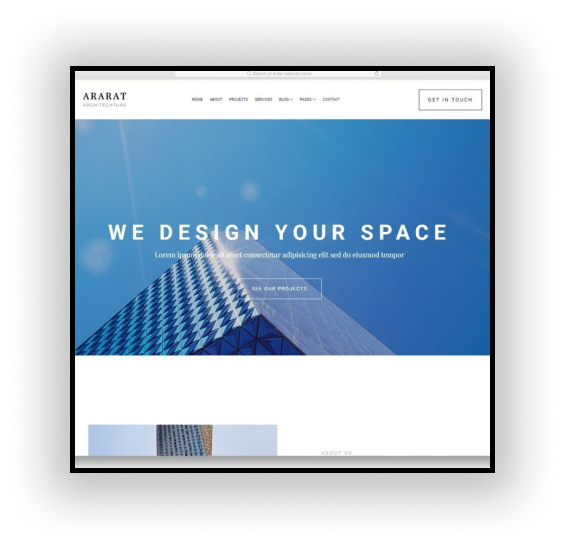 Search or enter website name
ARARAT
ARCHITECHTURE
HOME ABOUT PROJECTS SERVICES BLOG PAGES CONTACT
GET IN TOUCH
WE DESIGN YOUR SPACE
Lorem ipsum dolor sit amet consectetur adipisicing elit sed do eiusmod tempor
SEE OUR PROJECTS
ABOUT US